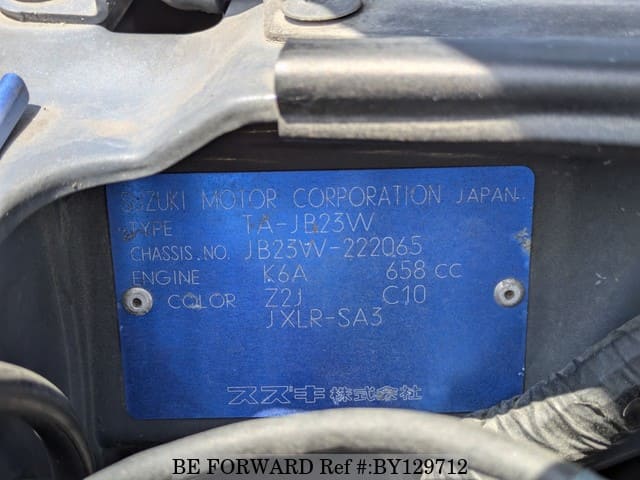 SUZUKI MOTOR CORPORATION JAPAN
TYPE TA-JB23W
CHASSIS.NO. JB23W-222065
ENGINE K6A 658 CC
COLOR Z2J C10
JXLR-SA3
スズキ株式会社
BE FORWARD Ref #:BY129712